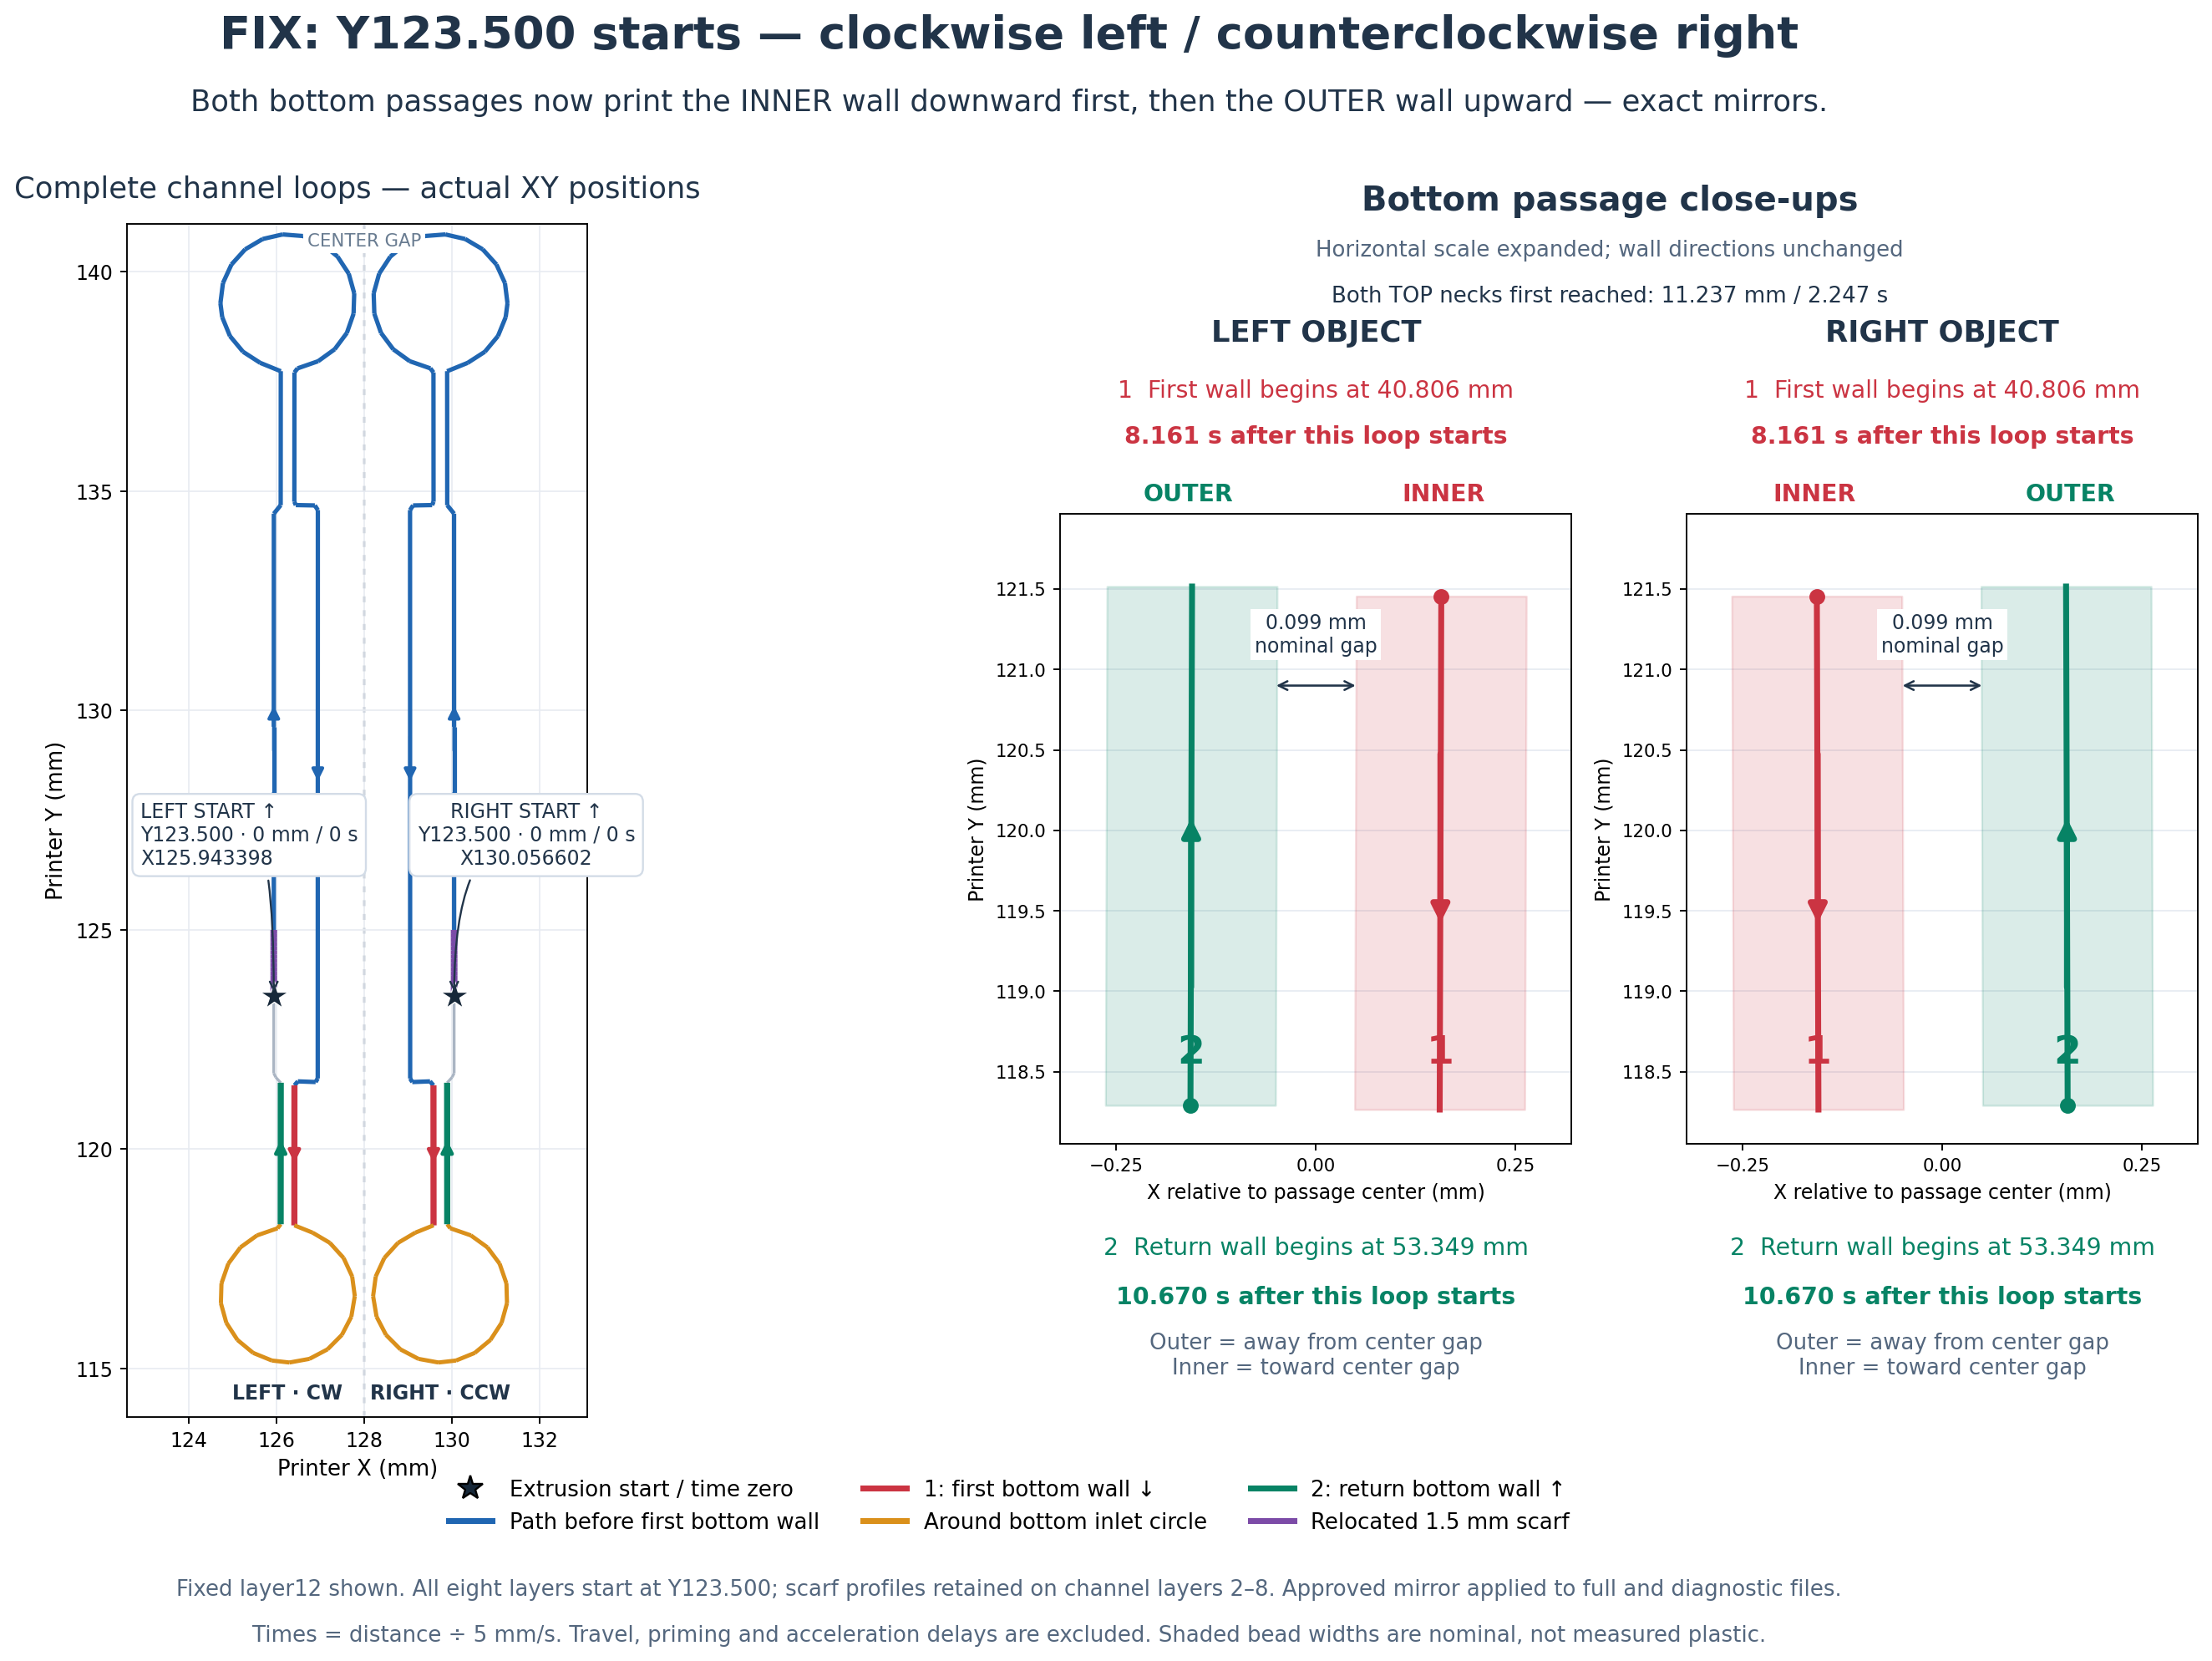 FIX: Y123.500 starts — clockwise left / counterclockwise right
Both bottom passages now print the INNER wall downward first, then the OUTER wall upward — exact mirrors.
Complete channel loops — actual XY positions
CENTER GAP
140
135
130
125
120
115
Printer Y (mm)
LEFT START ↑
Y123.500 · 0 mm / 0 s
X125.943398
RIGHT START ↑
Y123.500 · 0 mm / 0 s
X130.056602
LEFT · CW
RIGHT · CCW
124
126
128
130
132
Printer X (mm)
Bottom passage close-ups
Horizontal scale expanded; wall directions unchanged
Both TOP necks first reached: 11.237 mm / 2.247 s
LEFT OBJECT
1 First wall begins at 40.806 mm
8.161 s after this loop starts
OUTER
INNER
121.5
121.0
120.5
120.0
119.5
119.0
118.5
Printer Y (mm)
0.099 mm
nominal gap
2
1
−0.25
0.00
0.25
X relative to passage center (mm)
2 Return wall begins at 53.349 mm
10.670 s after this loop starts
Outer = away from center gap
Inner = toward center gap
RIGHT OBJECT
1 First wall begins at 40.806 mm
8.161 s after this loop starts
INNER
OUTER
121.5
121.0
120.5
120.0
119.5
119.0
118.5
Printer Y (mm)
0.099 mm
nominal gap
1
2
−0.25
0.00
0.25
X relative to passage center (mm)
2 Return wall begins at 53.349 mm
10.670 s after this loop starts
Outer = away from center gap
Inner = toward center gap
Extrusion start / time zero
Path before first bottom wall
1: first bottom wall ↓
Around bottom inlet circle
2: return bottom wall ↑
Relocated 1.5 mm scarf
Fixed layer12 shown. All eight layers start at Y123.500; scarf profiles retained on channel layers 2–8. Approved mirror applied to full and diagnostic files.
Times = distance ÷ 5 mm/s. Travel, priming and acceleration delays are excluded. Shaded bead widths are nominal, not measured plastic.